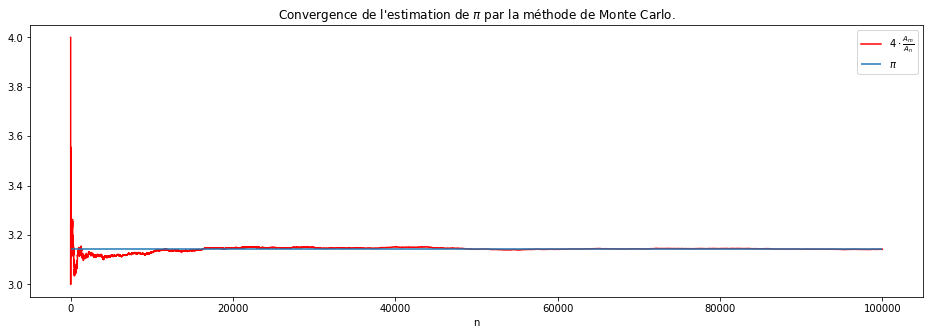 Convergence de l'estimation de π par la méthode de Monte Carlo.
4 · A_m / A_n
π
4.0
3.8
3.6
3.4
3.2
3.0
0 20000 40000 60000 80000 100000
n